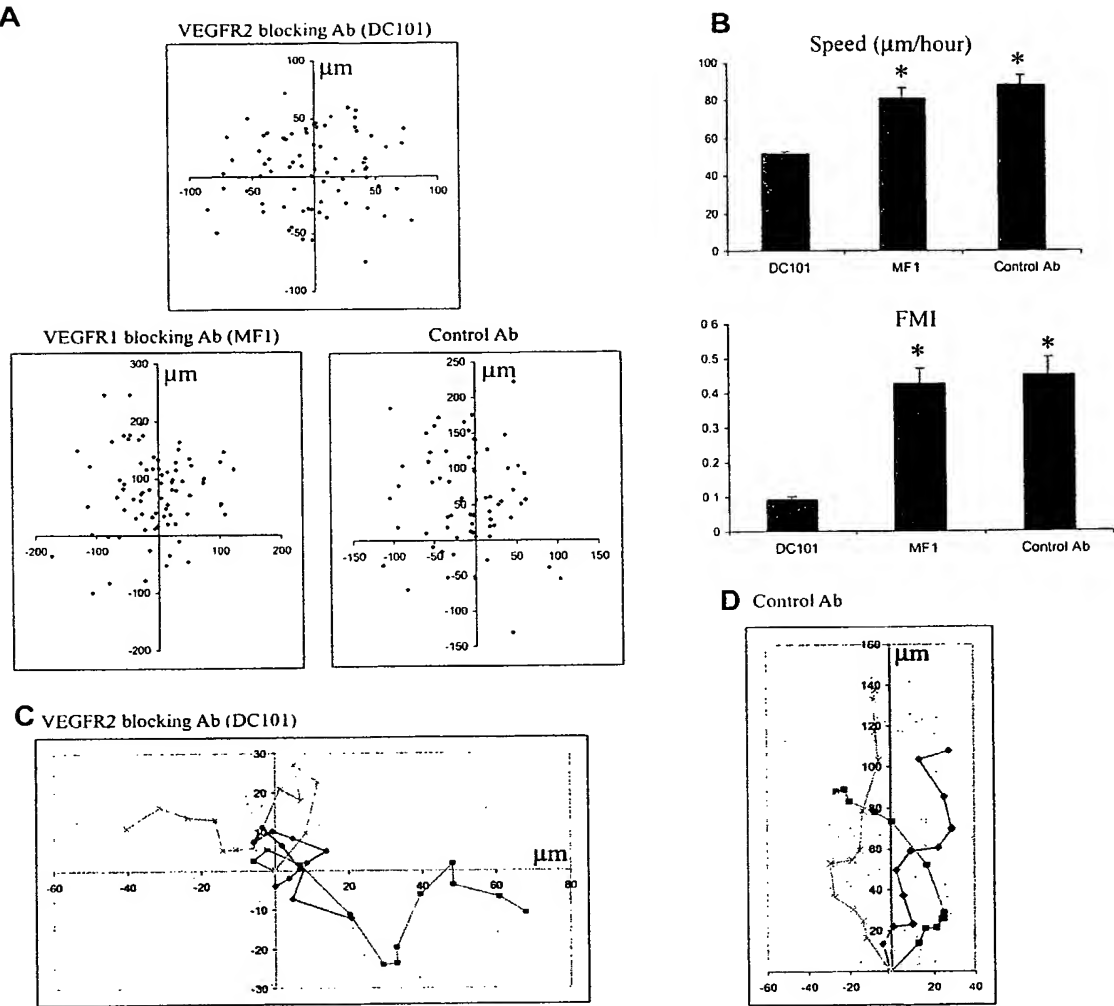 A
VEGFR2 blocking Ab (DC101)
µm
100
50
-100 -50 50 100
-50
-100
VEGFR1 blocking Ab (MF1)
µm
300
200
100
-200 -100 100 200
-100
-200
Control Ab
µm
250
200
150
100
50
-150 -100 -50 50 100 150
-50
-100
-150
B
Speed (µm/hour)
100
80
60
40
20
0
* *
DC101 MF1 Control Ab
FMI
0.6
0.5
0.4
0.3
0.2
0.1
0
* *
DC101 MF1 Control Ab
C VEGFR2 blocking Ab (DC101)
µm
30
20
10
-60 -40 -20 20 40 60 80
-10
-20
-30
D Control Ab
µm
160
140
120
100
80
60
40
20
-60 -40 -20 0 20 40